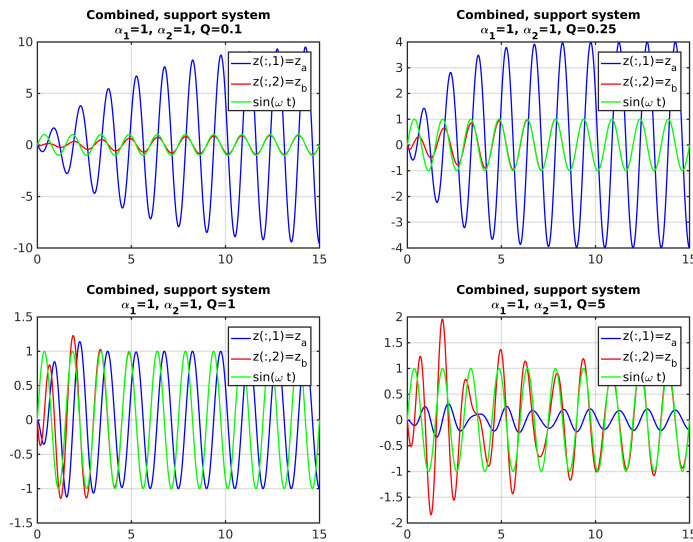 Combined, support system
α1=1, α2=1, Q=0.1
10
5
0
-5
-10
0
5
10
15
z(:,1)=za
z(:,2)=zb
sin(ω t)
Combined, support system
α1=1, α2=1, Q=0.25
4
3
2
1
0
-1
-2
-3
-4
0
5
10
15
z(:,1)=za
z(:,2)=zb
sin(ω t)
Combined, support system
α1=1, α2=1, Q=1
1.5
1
0.5
0
-0.5
-1
-1.5
0
5
10
15
z(:,1)=za
z(:,2)=zb
sin(ω t)
Combined, support system
α1=1, α2=1, Q=5
2
1.5
1
0.5
0
-0.5
-1
-1.5
-2
0
5
10
15
z(:,1)=za
z(:,2)=zb
sin(ω t)